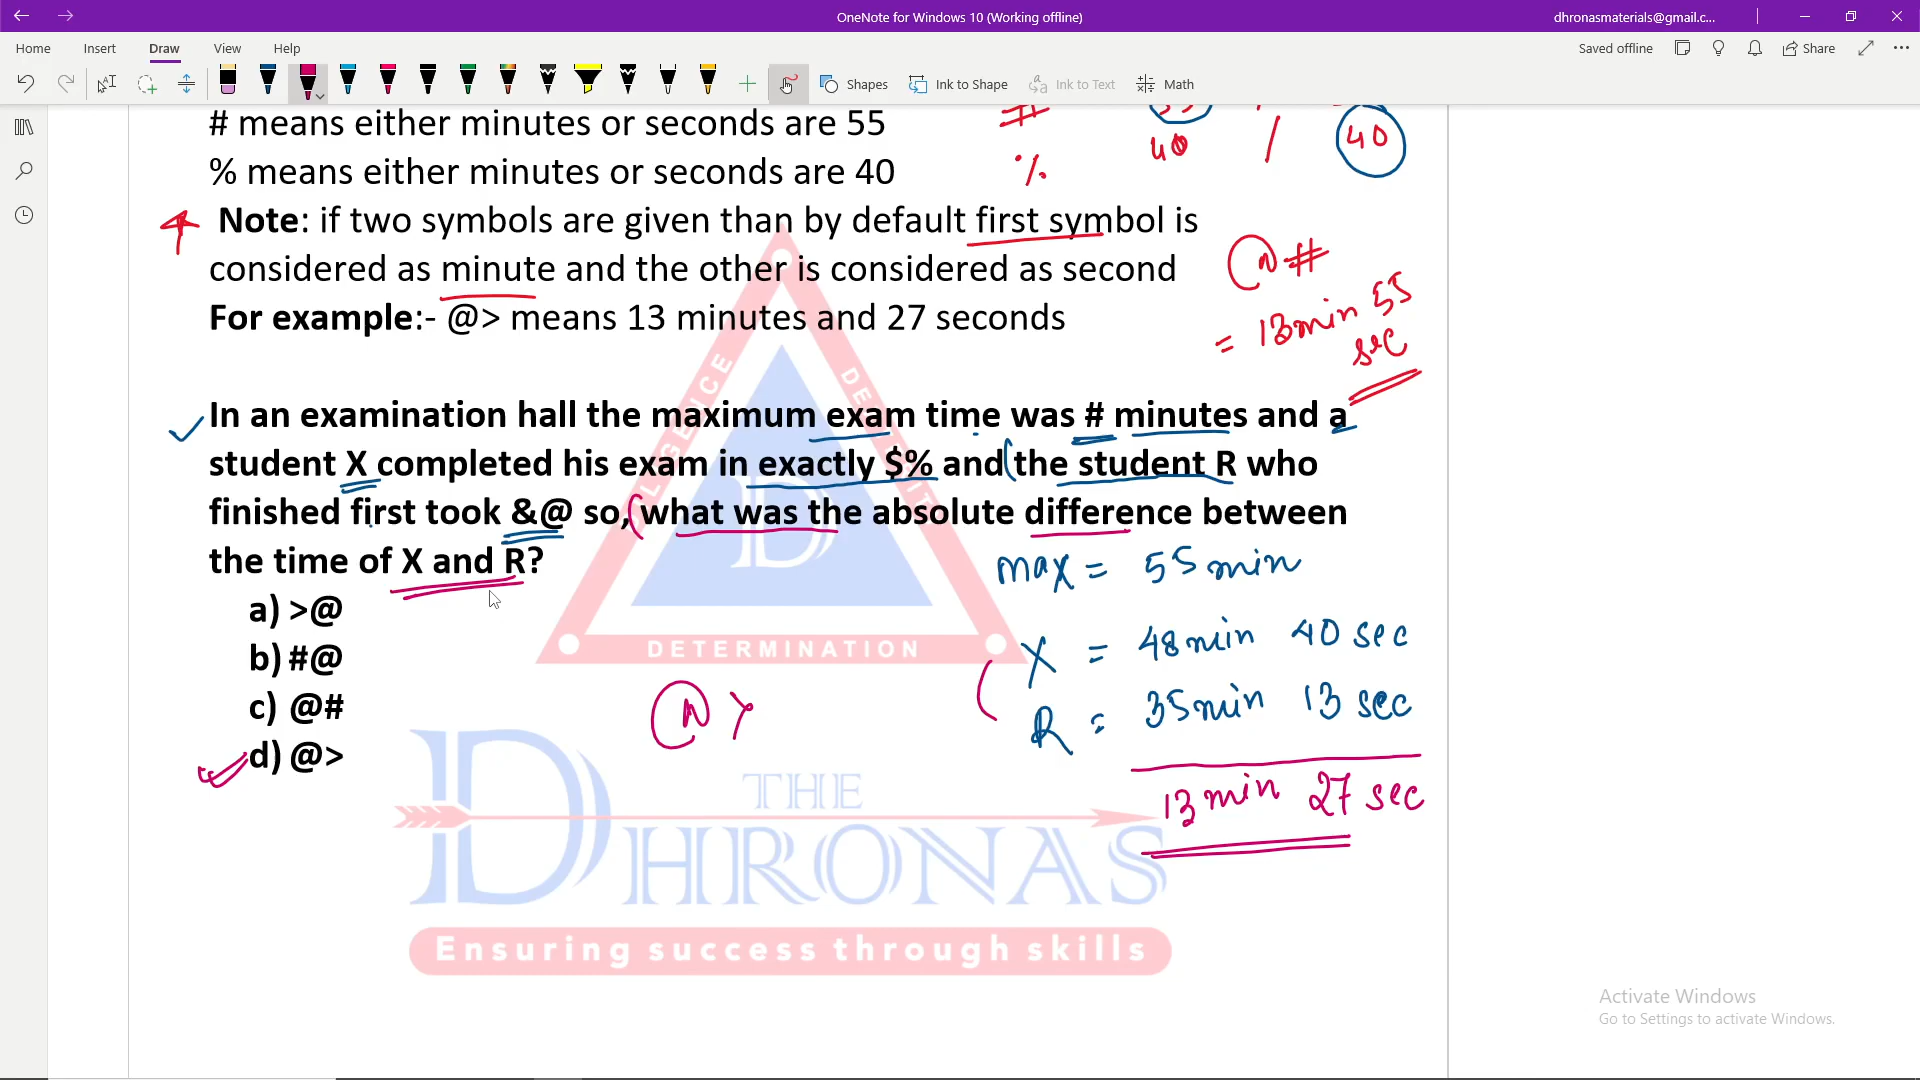 OneNote for Windows 10 (Working offline)
dhronasmaterials@gmail.c...
Home Insert Draw View Help
Saved offline
Share
Shapes
Ink to Shape
Ink to Text
Math
# means either minutes or seconds are 55
#
% means either minutes or seconds are 40
% 40 / 40
Note: if two symbols are given than by default first symbol is
considered as minute and the other is considered as second
@#
For example:- @> means 13 minutes and 27 seconds
= 13min 55
sec
In an examination hall the maximum exam time was # minutes and a
student X completed his exam in exactly $% and the student R who
finished first took &@ so, what was the absolute difference between
the time of X and R?
max = 55 min
a) >@
X = 48min 40 sec
b) #@
R = 35min 13 sec
c) @#
@ >
d) @>
13 min 27 sec
DILIGENCE
DEXTERITY
DETERMINATION
D
THE
DHRONAS
Ensuring success through skills
Activate Windows
Go to Settings to activate Windows.